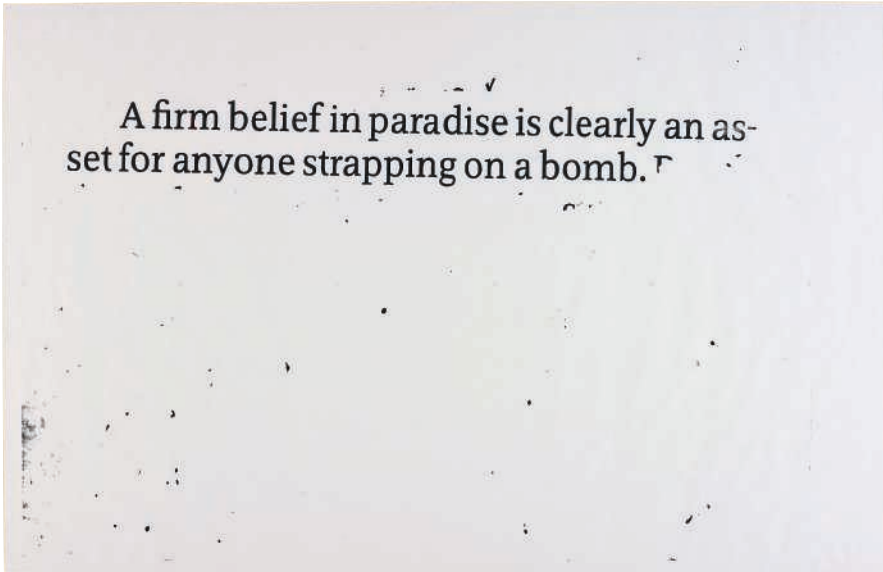 A firm belief in paradise is clearly an as-
set for anyone strapping on a bomb.